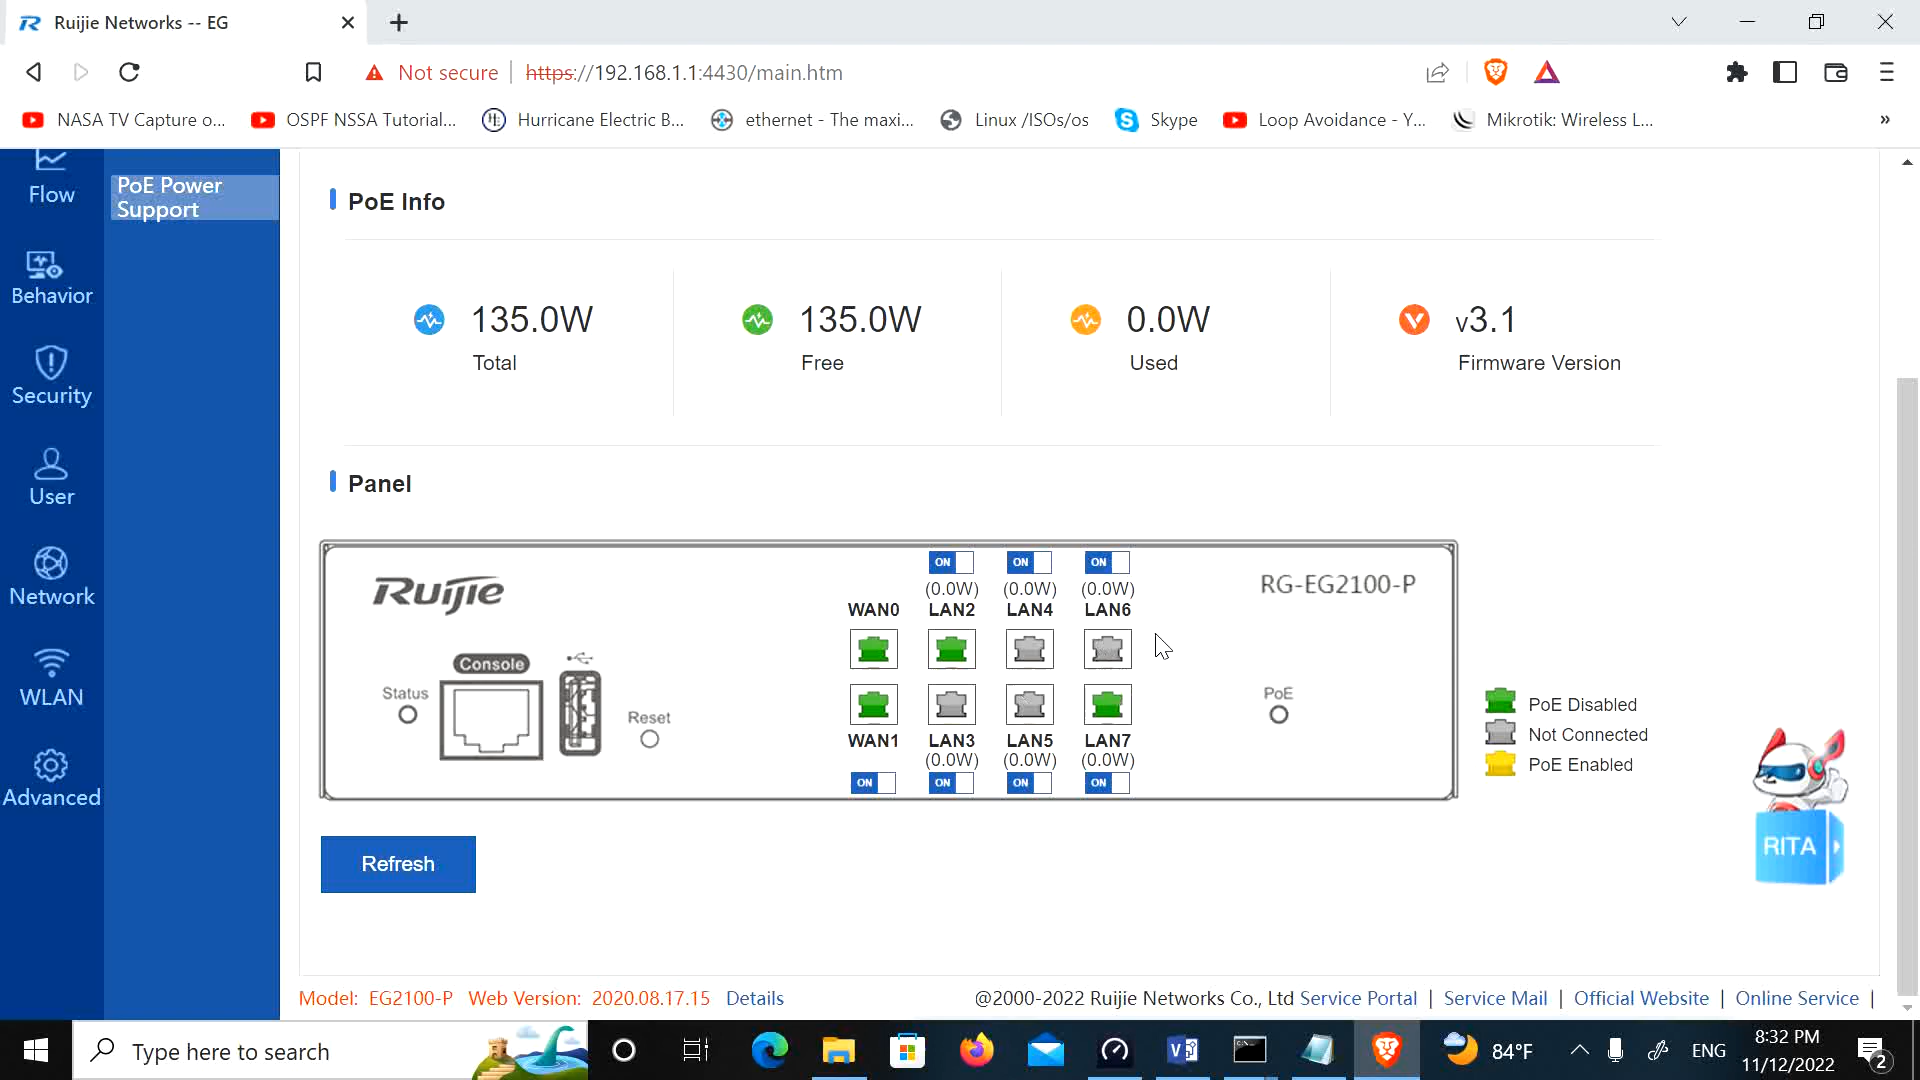 Ruijie Networks -- EG
Not secure
https://192.168.1.1:4430/main.htm
NASA TV Capture o...
OSPF NSSA Tutorial...
Hurricane Electric B...
ethernet - The maxi...
Linux /ISOs/os
Skype
Loop Avoidance - Y...
Mikrotik: Wireless L...
»
Flow
Behavior
Security
User
Network
WLAN
Advanced
PoE Power
Support
PoE Info
135.0W
Total
135.0W
Free
0.0W
Used
v3.1
Firmware Version
Panel
Ruijie
Console
Status
Reset
ON ON ON
(0.0W) (0.0W) (0.0W)
WAN0 LAN2 LAN4 LAN6
WAN1 LAN3 LAN5 LAN7
(0.0W) (0.0W) (0.0W)
ON ON ON ON
RG-EG2100-P
PoE
PoE Disabled
Not Connected
PoE Enabled
RITA
Refresh
Model: EG2100-P Web Version: 2020.08.17.15 Details
@2000-2022 Ruijie Networks Co., Ltd Service Portal | Service Mail | Official Website | Online Service |
Type here to search
84°F
ENG
8:32 PM
11/12/2022
2